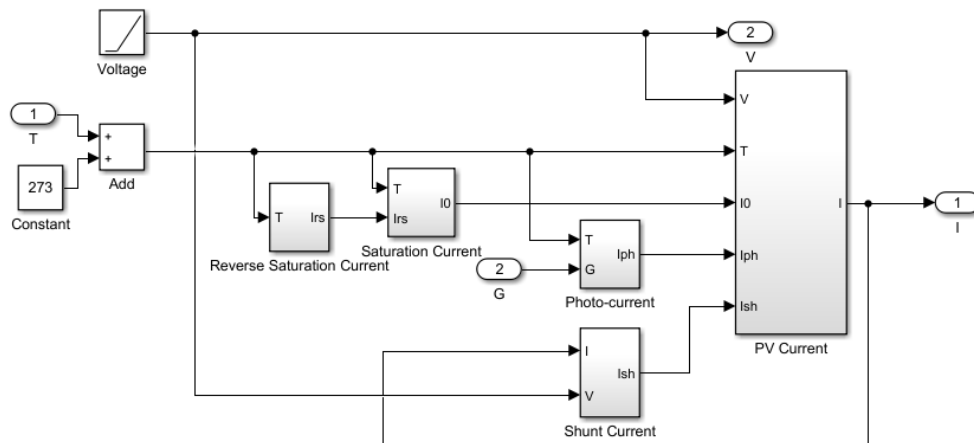 2
V
Voltage
V
1
T
+
+
Add
T
273
Constant
T
Irs
Reverse Saturation Current
T
Irs
I0
Saturation Current
I0
I
1
I
T
G
Iph
Photo-current
2
G
Iph
Ish
PV Current
I
V
Ish
Shunt Current